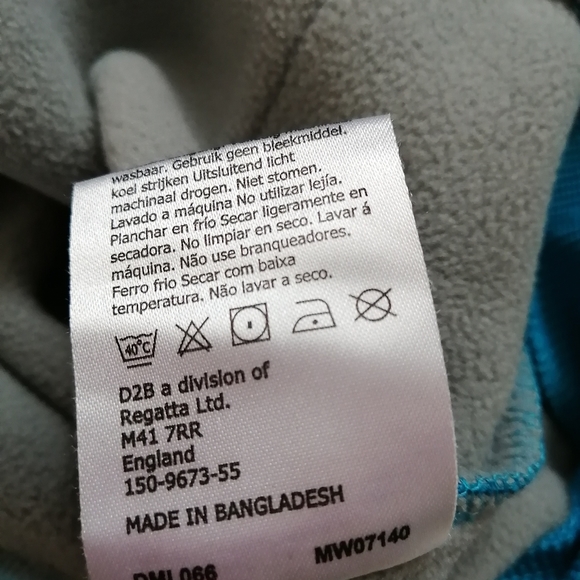 wasbaar. Gebruik geen bleekmiddel.
koel strijken Uitsluitend licht
machinaal drogen. Niet stomen.
Lavado a máquina No utilizar lejía.
Planchar en frío Secar ligeramente en
secadora. No limpiar en seco. Lavar á
máquina. Não use branqueadores.
Ferro frio Secar com baixa
temperatura. Não lavar a seco.
40°C
D2B a division of
Regatta Ltd.
M41 7RR
England
150-9673-55
MADE IN BANGLADESH
DML066 MW07140